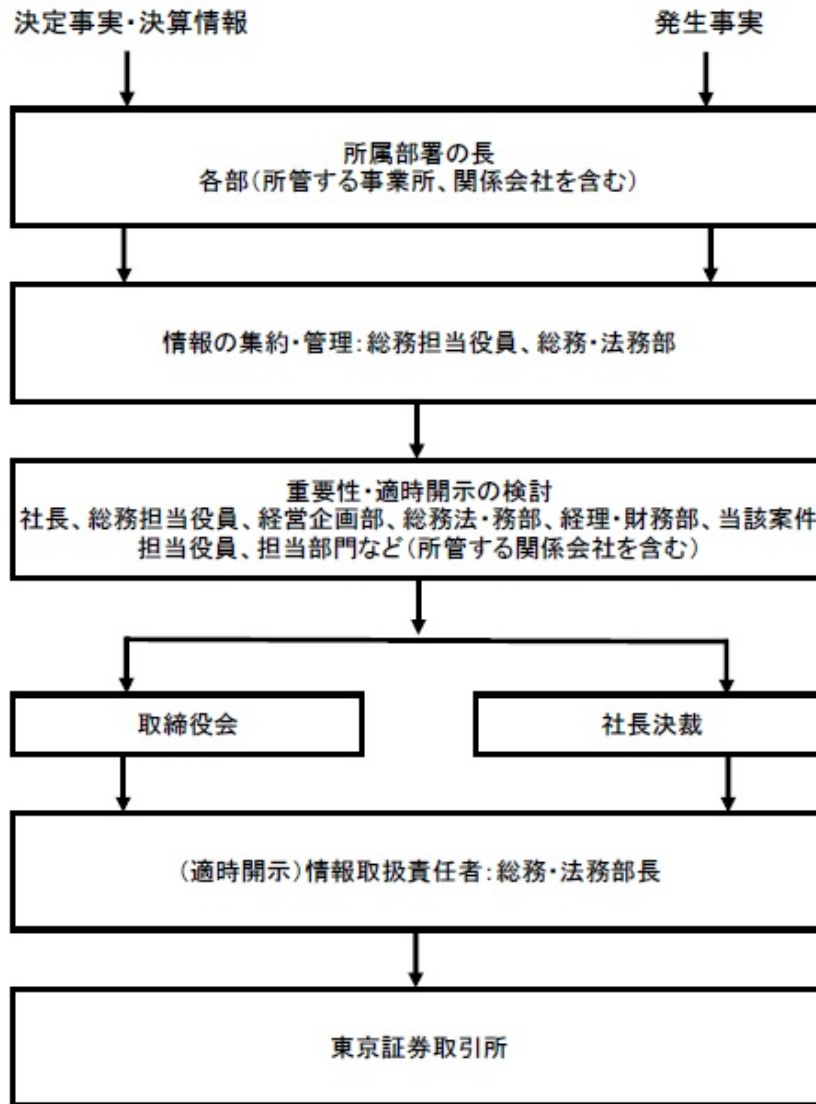 決定事実・決算情報
発生事実
所属部署の長
各部(所管する事業所、関係会社を含む)
情報の集約・管理:総務担当役員、総務・法務部
重要性・適時開示の検討
社長、総務担当役員、経営企画部、総務法・務部、経理・財務部、当該案件
担当役員、担当部門など(所管する関係会社を含む)
取締役会
社長決裁
(適時開示)情報取扱責任者:総務・法務部長
東京証券取引所